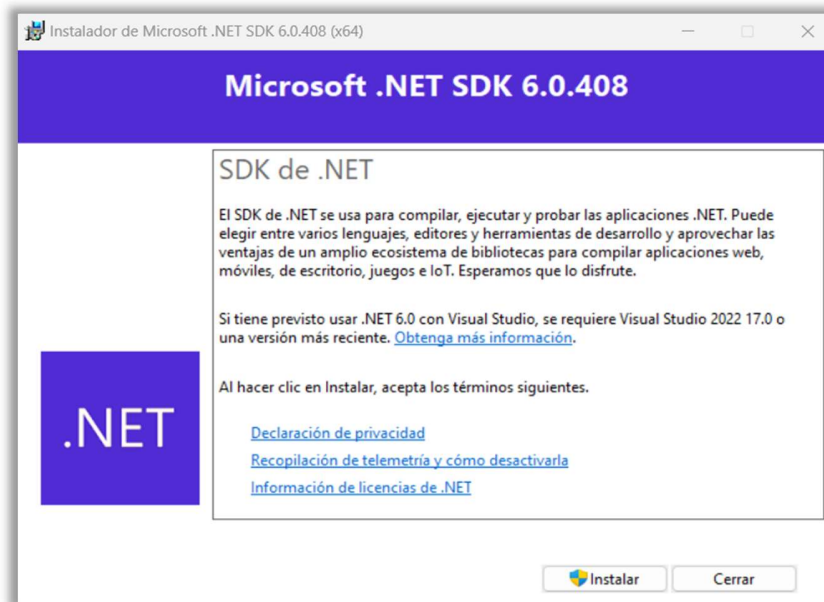 Instalador de Microsoft .NET SDK 6.0.408 (x64)
Microsoft .NET SDK 6.0.408
SDK de .NET
El SDK de .NET se usa para compilar, ejecutar y probar las aplicaciones .NET. Puede
elegir entre varios lenguajes, editores y herramientas de desarrollo y aprovechar las
ventajas de un amplio ecosistema de bibliotecas para compilar aplicaciones web,
móviles, de escritorio, juegos e IoT. Esperamos que lo disfrute.
Si tiene previsto usar .NET 6.0 con Visual Studio, se requiere Visual Studio 2022 17.0 o
una versión más reciente. Obtenga más información.
Al hacer clic en Instalar, acepta los términos siguientes.
.NET
Declaración de privacidad
Recopilación de telemetría y cómo desactivarla
Información de licencias de .NET
Instalar
Cerrar